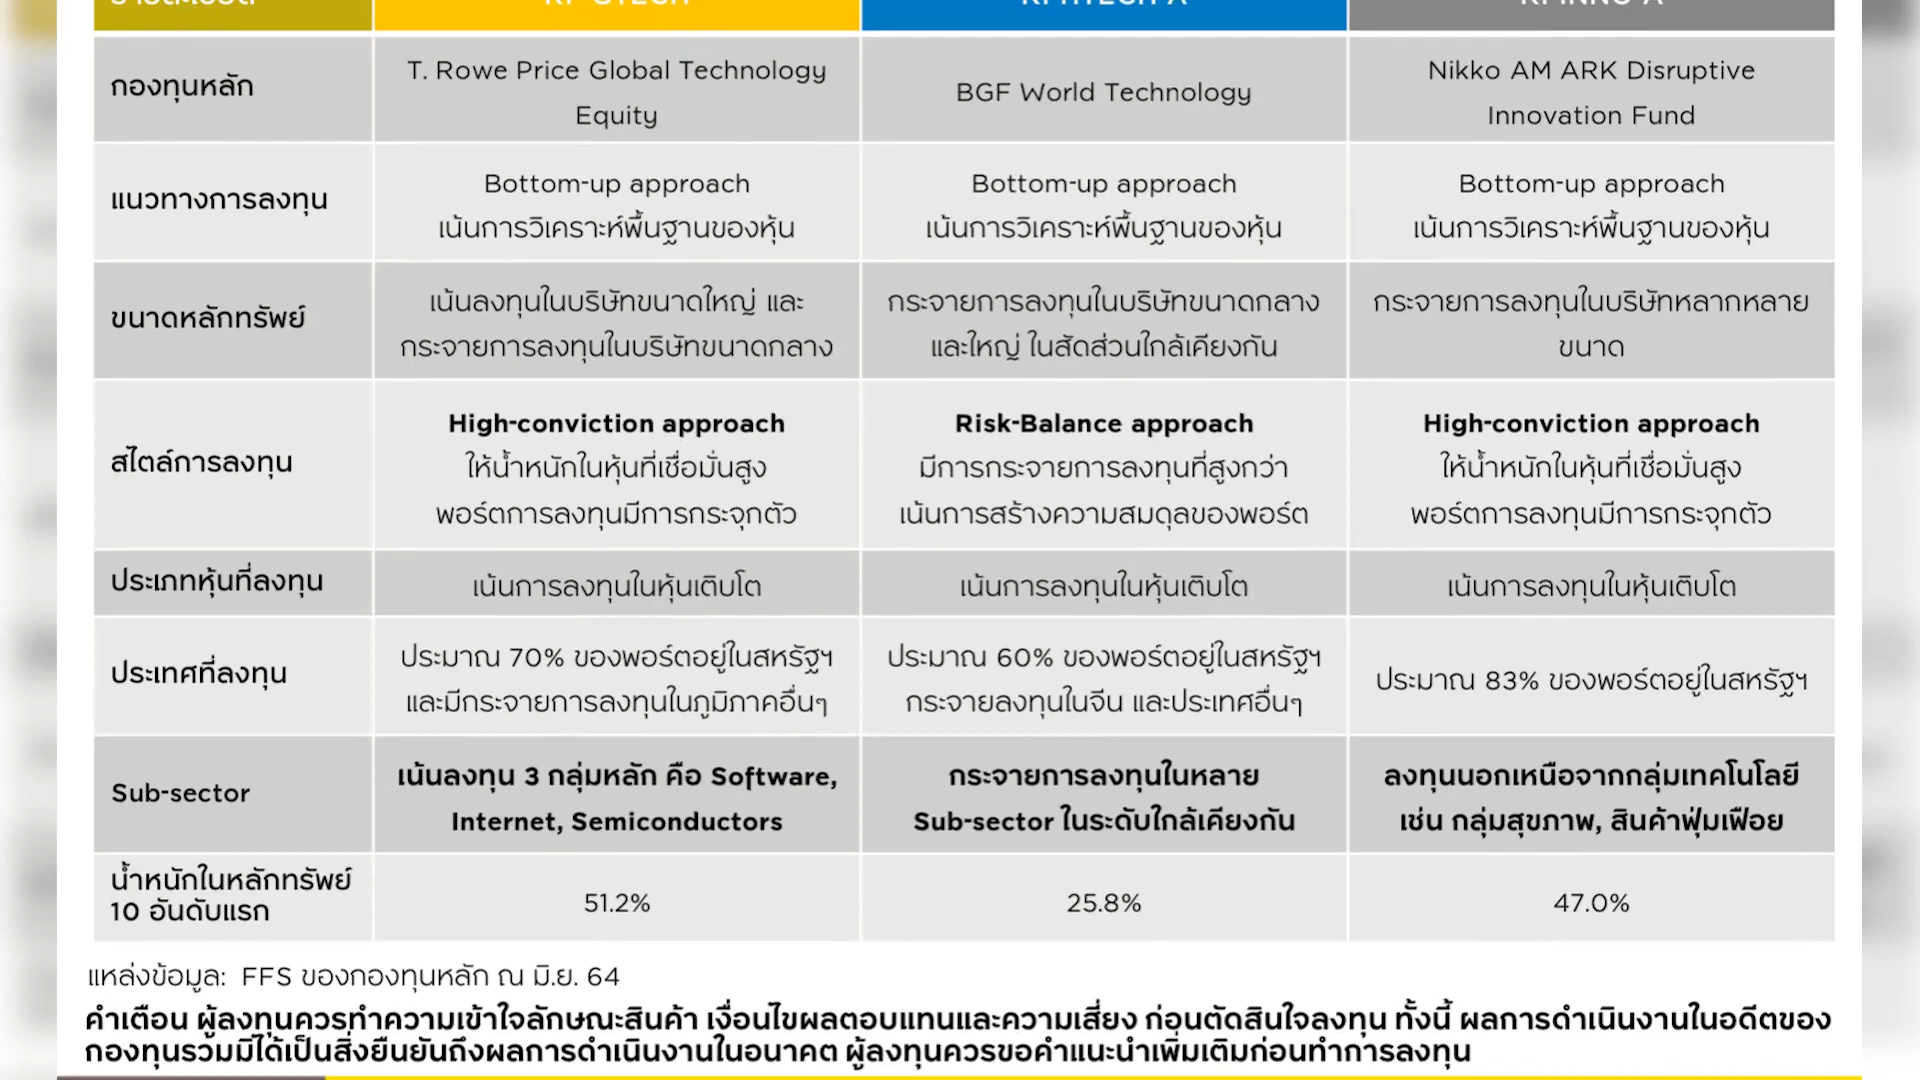 กองทุนหลัก
T. Rowe Price Global Technology
Equity
BGF World Technology
Nikko AM ARK Disruptive
Innovation Fund
แนวทางการลงทุน
Bottom-up approach
เน้นการวิเคราะห์พื้นฐานของหุ้น
Bottom-up approach
เน้นการวิเคราะห์พื้นฐานของหุ้น
Bottom-up approach
เน้นการวิเคราะห์พื้นฐานของหุ้น
ขนาดหลักทรัพย์
เน้นลงทุนในบริษัทขนาดใหญ่ และ
กระจายการลงทุนในบริษัทขนาดกลาง
กระจายการลงทุนในบริษัทขนาดกลาง
และใหญ่ ในสัดส่วนใกล้เคียงกัน
กระจายการลงทุนในบริษัทหลากหลาย
ขนาด
สไตล์การลงทุน
High-conviction approach
ให้น้ำหนักในหุ้นที่เชื่อมั่นสูง
พอร์ตการลงทุนมีการกระจุกตัว
Risk-Balance approach
มีการกระจายการลงทุนที่สูงกว่า
เน้นการสร้างความสมดุลของพอร์ต
High-conviction approach
ให้น้ำหนักในหุ้นที่เชื่อมั่นสูง
พอร์ตการลงทุนมีการกระจุกตัว
ประเภทหุ้นที่ลงทุน
เน้นการลงทุนในหุ้นเติบโต
เน้นการลงทุนในหุ้นเติบโต
เน้นการลงทุนในหุ้นเติบโต
ประเทศที่ลงทุน
ประมาณ 70% ของพอร์ตอยู่ในสหรัฐฯ
และมีกระจายการลงทุนในภูมิภาคอื่นๆ
ประมาณ 60% ของพอร์ตอยู่ในสหรัฐฯ
กระจายลงทุนในจีน และประเทศอื่นๆ
ประมาณ 83% ของพอร์ตอยู่ในสหรัฐฯ
Sub-sector
เน้นลงทุน 3 กลุ่มหลัก คือ Software,
Internet, Semiconductors
กระจายการลงทุนในหลาย
Sub-sector ในระดับใกล้เคียงกัน
ลงทุนนอกเหนือจากกลุ่มเทคโนโลยี
เช่น กลุ่มสุขภาพ, สินค้าฟุ่มเฟือย
น้ำหนักในหลักทรัพย์
10 อันดับแรก
51.2%
25.8%
47.0%
แหล่งข้อมูล: FFS ของกองทุนหลัก ณ มิ.ย. 64
คำเตือน ผู้ลงทุนควรทำความเข้าใจลักษณะสินค้า เงื่อนไขผลตอบแทนและความเสี่ยง ก่อนตัดสินใจลงทุน ทั้งนี้ ผลการดำเนินงานในอดีตของ
กองทุนรวมมิได้เป็นสิ่งยืนยันถึงผลการดำเนินงานในอนาคต ผู้ลงทุนควรขอคำแนะนำเพิ่มเติมก่อนทำการลงทุน